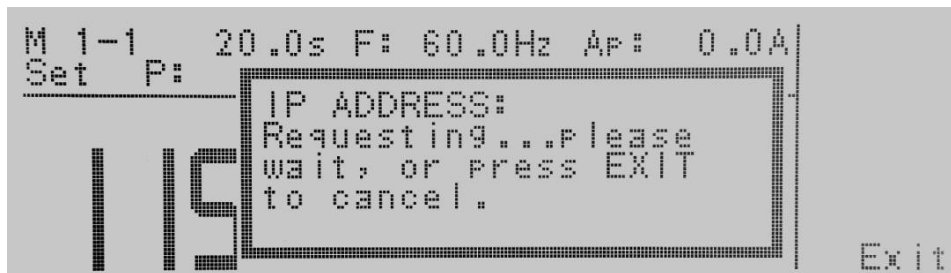 M 1-1 20.0s F: 60.0Hz Ap: 0.0A
Set P:
IP ADDRESS:
Requesting...please
wait, or press EXIT
to cancel.
115
Exit